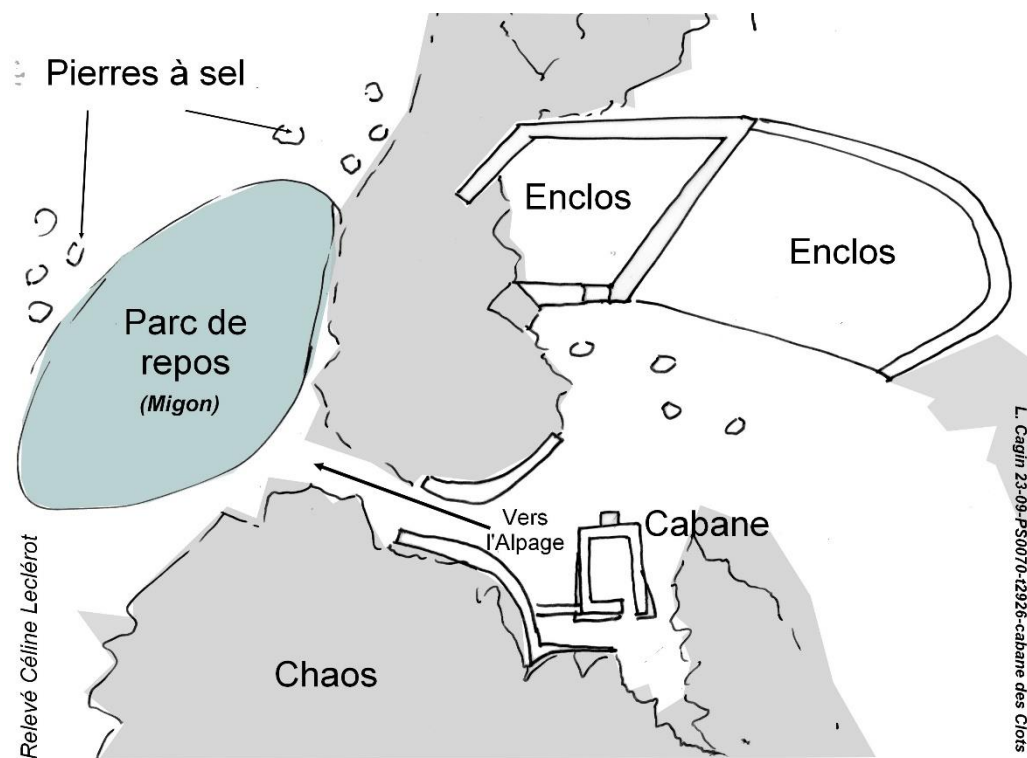 Pierres à sel
Enclos
Enclos
Parc de
repos
(Migon)
Vers
l'Alpage
Cabane
Chaos
Relevé Céline Leclérot
L. Cagin 23-09-PS0070-t2926-cabane des Clots